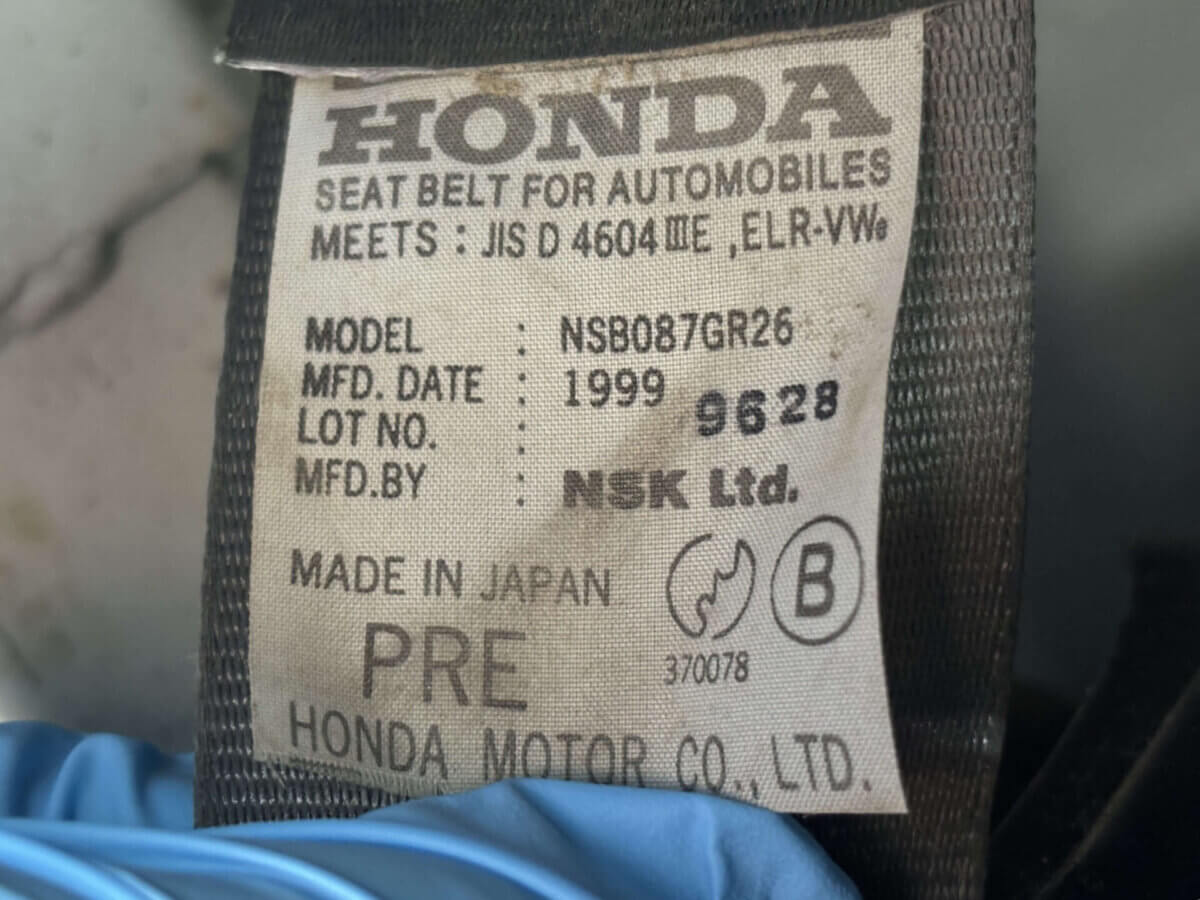 HONDA
SEAT BELT FOR AUTOMOBILES
MEETS : JIS D 4604 ⅢE ,ELR-VWe
MODEL : NSB087GR26
MFD. DATE : 1999
LOT NO. : 9628
MFD.BY : NSK Ltd.
MADE IN JAPAN B
370078
PRE
HONDA MOTOR CO., LTD.